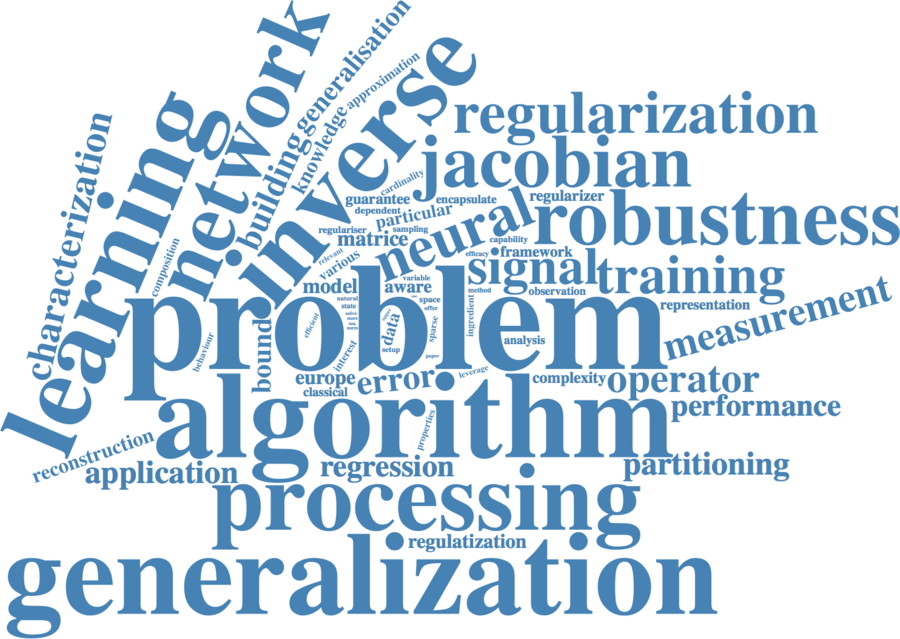 generalisation
network
approximation
inverse
building
knowledge
learning
characterization
regularization
jacobian
cardinality
guarantee
encapsulate
regularizer
dependent
particular
neural
robustness
regulariser
sampling
matrice
capability
composition
relevant
efficacy
framework
various
signal
training
model
variable
aware
method
observation
natural
space
representation
state
offer
problem
measurement
efficient
solve
data
sparse
ingredient
norm
analysis
behaviour
bound
interest
setup
paper
europe
error
leverage
complexity
operator
classical
algorithm
performance
properties
reconstruction
application
regression
partitioning
processing
regulatization
generalization